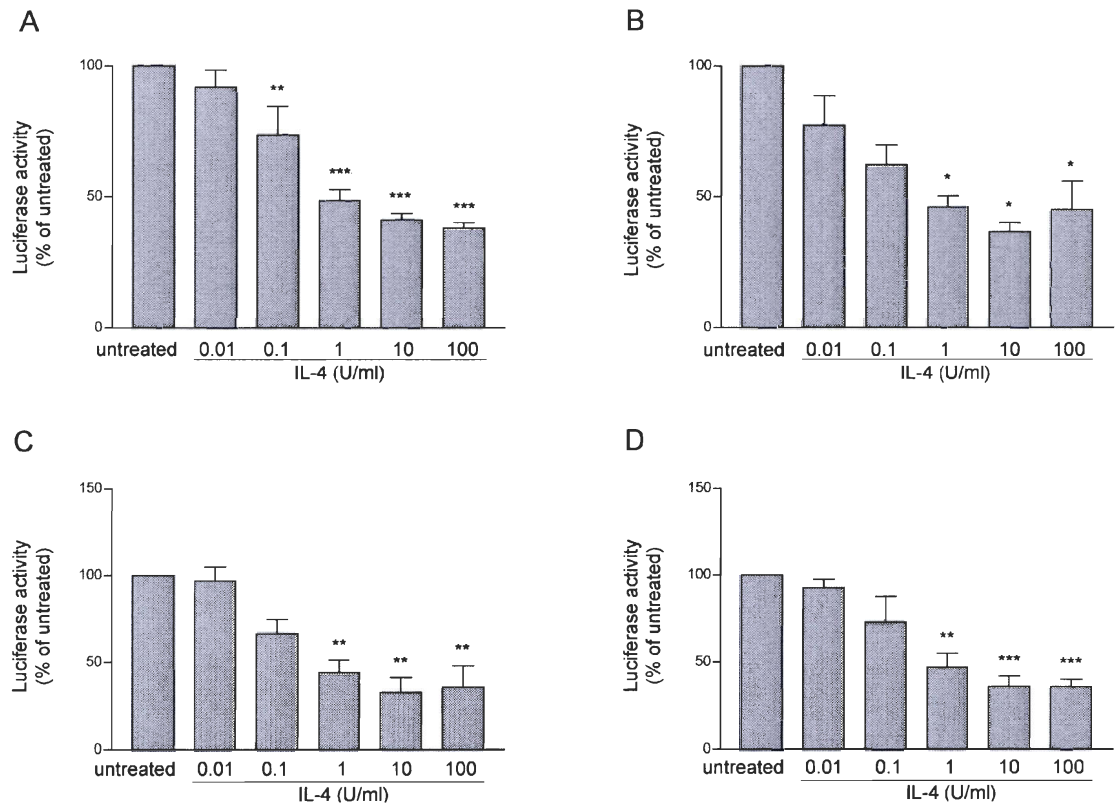 A
100
50
0
Luciferase activity
(% of untreated)
**
***
***
***
untreated 0.01 0.1 1 10 100
IL-4 (U/ml)
B
100
50
0
Luciferase activity
(% of untreated)
*
*
*
untreated 0.01 0.1 1 10 100
IL-4 (U/ml)
C
150
100
50
0
Luciferase activity
(% of untreated)
**
**
**
untreated 0.01 0.1 1 10 100
IL-4 (U/ml)
D
150
100
50
0
Luciferase activity
(% of untreated)
**
***
***
untreated 0.01 0.1 1 10 100
IL-4 (U/ml)